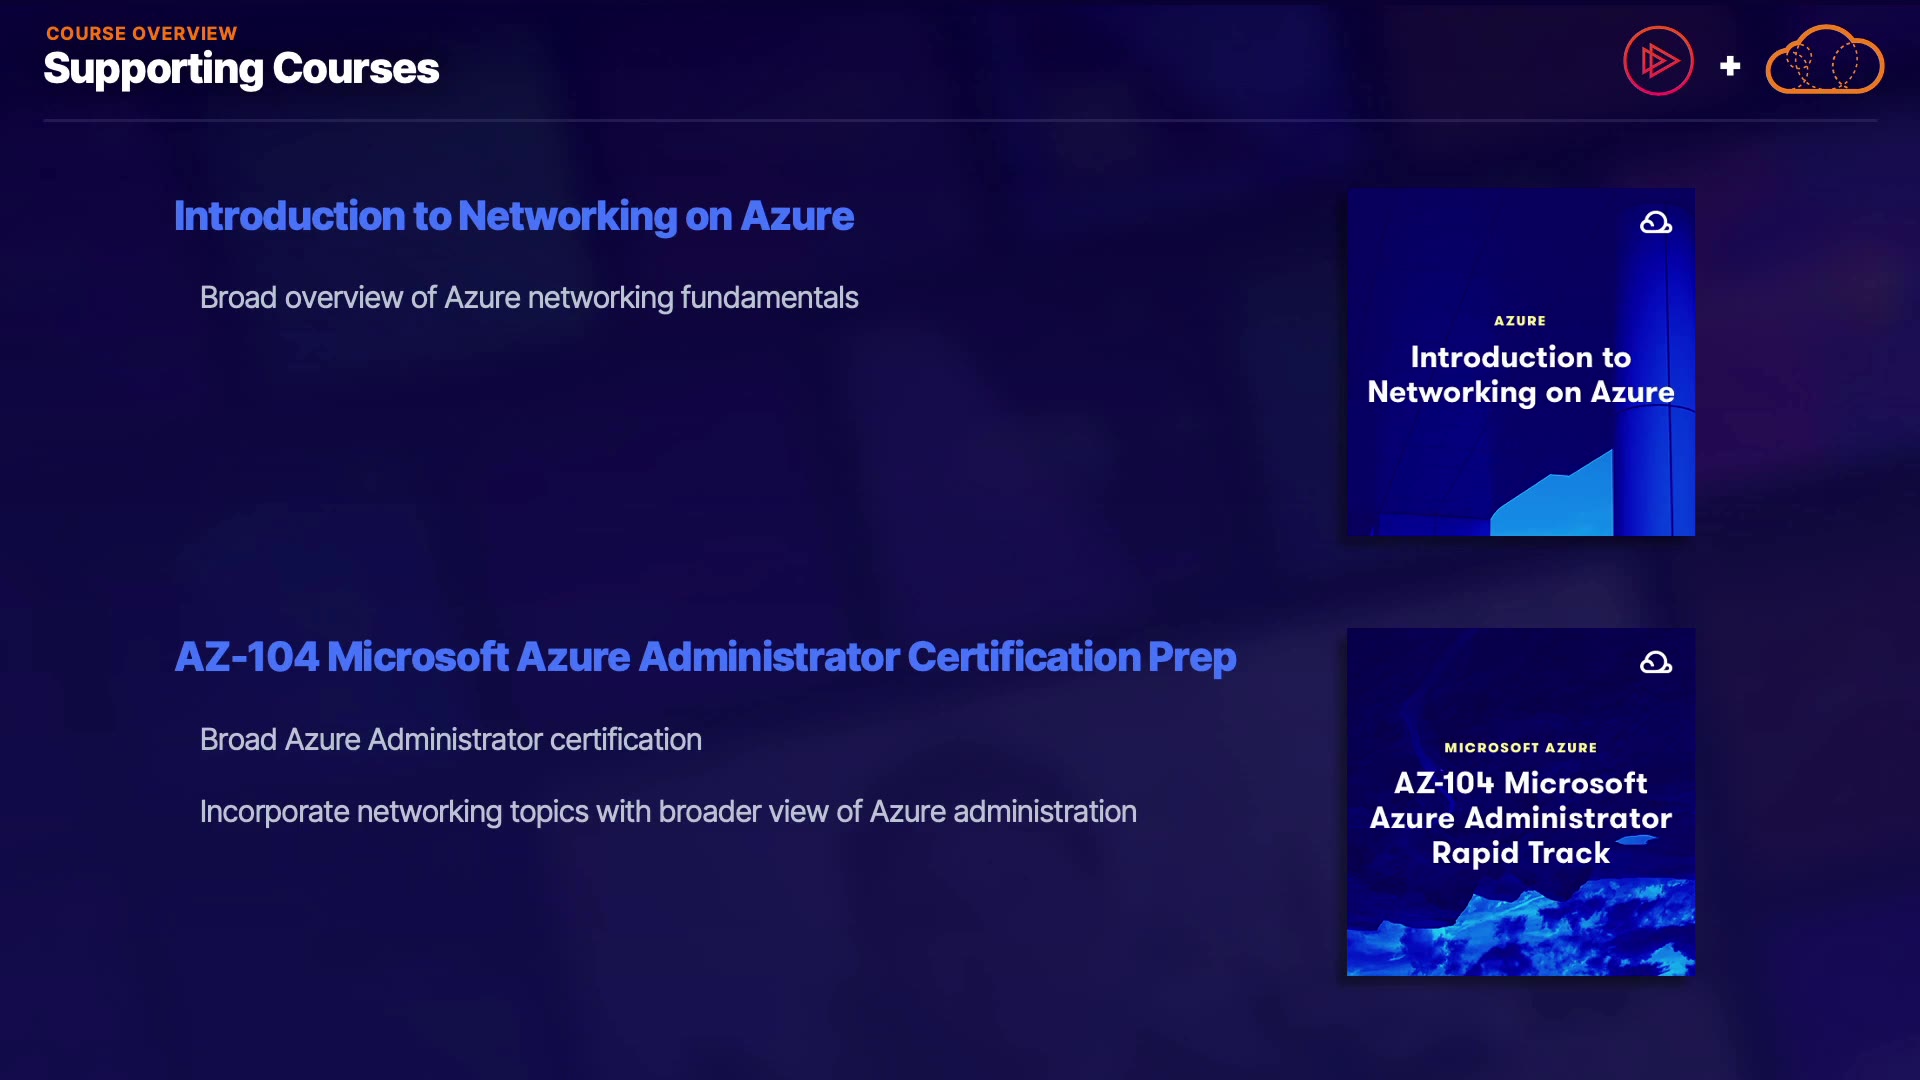 COURSE OVERVIEW
Supporting Courses
Introduction to Networking on Azure
Broad overview of Azure networking fundamentals
AZURE
Introduction to
Networking on Azure
AZ-104 Microsoft Azure Administrator Certification Prep
Broad Azure Administrator certification
Incorporate networking topics with broader view of Azure administration
MICROSOFT AZURE
AZ-104 Microsoft
Azure Administrator
Rapid Track